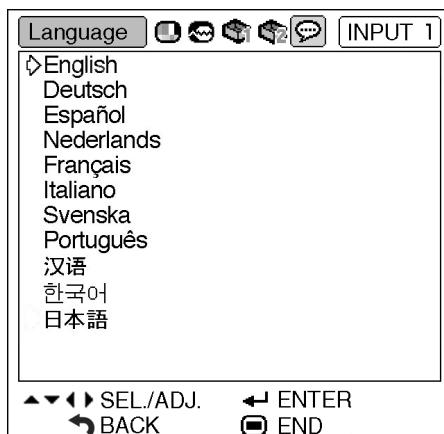 Language INPUT 1
English
Deutsch
Español
Nederlands
Français
Italiano
Svenska
Português
汉语
한국어
日本語
SEL./ADJ. ENTER
BACK END